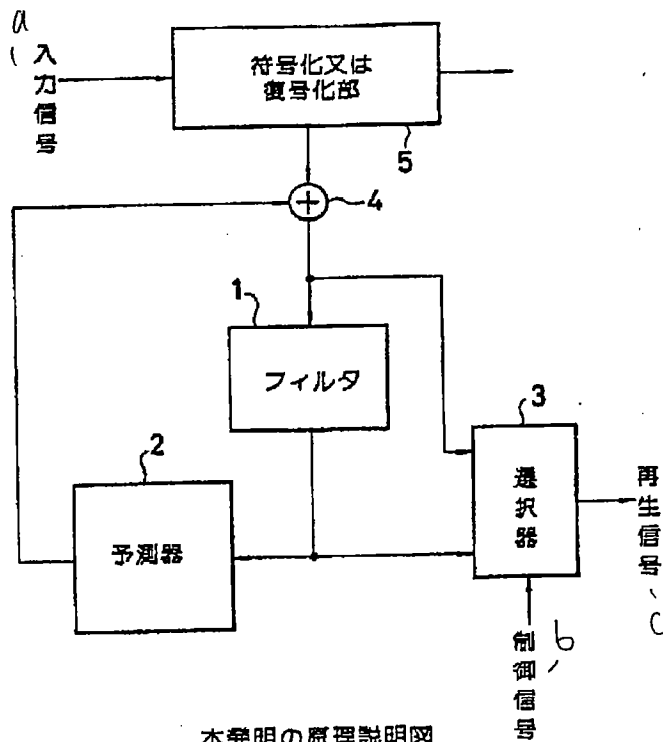 a
入力信号
符号化又は
復号化部
5
4
1
フィルタ
3
選択器
再生信号
c
2
予測器
b
制御信号
本発明の原理説明図